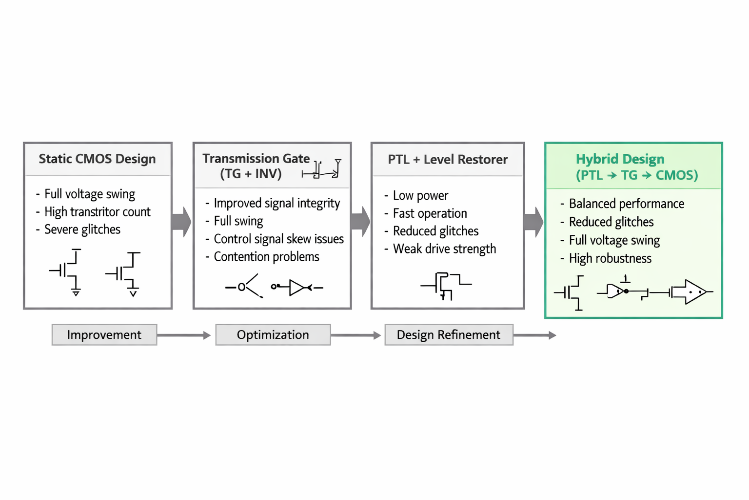 Static CMOS Design
- Full voltage swing
- High transtritor count
- Severe glitches
Transmission Gate
(TG + INV)
- Improved signal integrity
- Full swing
- Control signal skew issues
- Contention problems
PTL + Level Restorer
- Low power
- Fast operation
- Reduced glitches
- Weak drive strength
Hybrid Design
(PTL → TG → CMOS)
- Balanced performance
- Reduced glitches
- Full voltage swing
- High robustness
Improvement
Optimization
Design Refinement